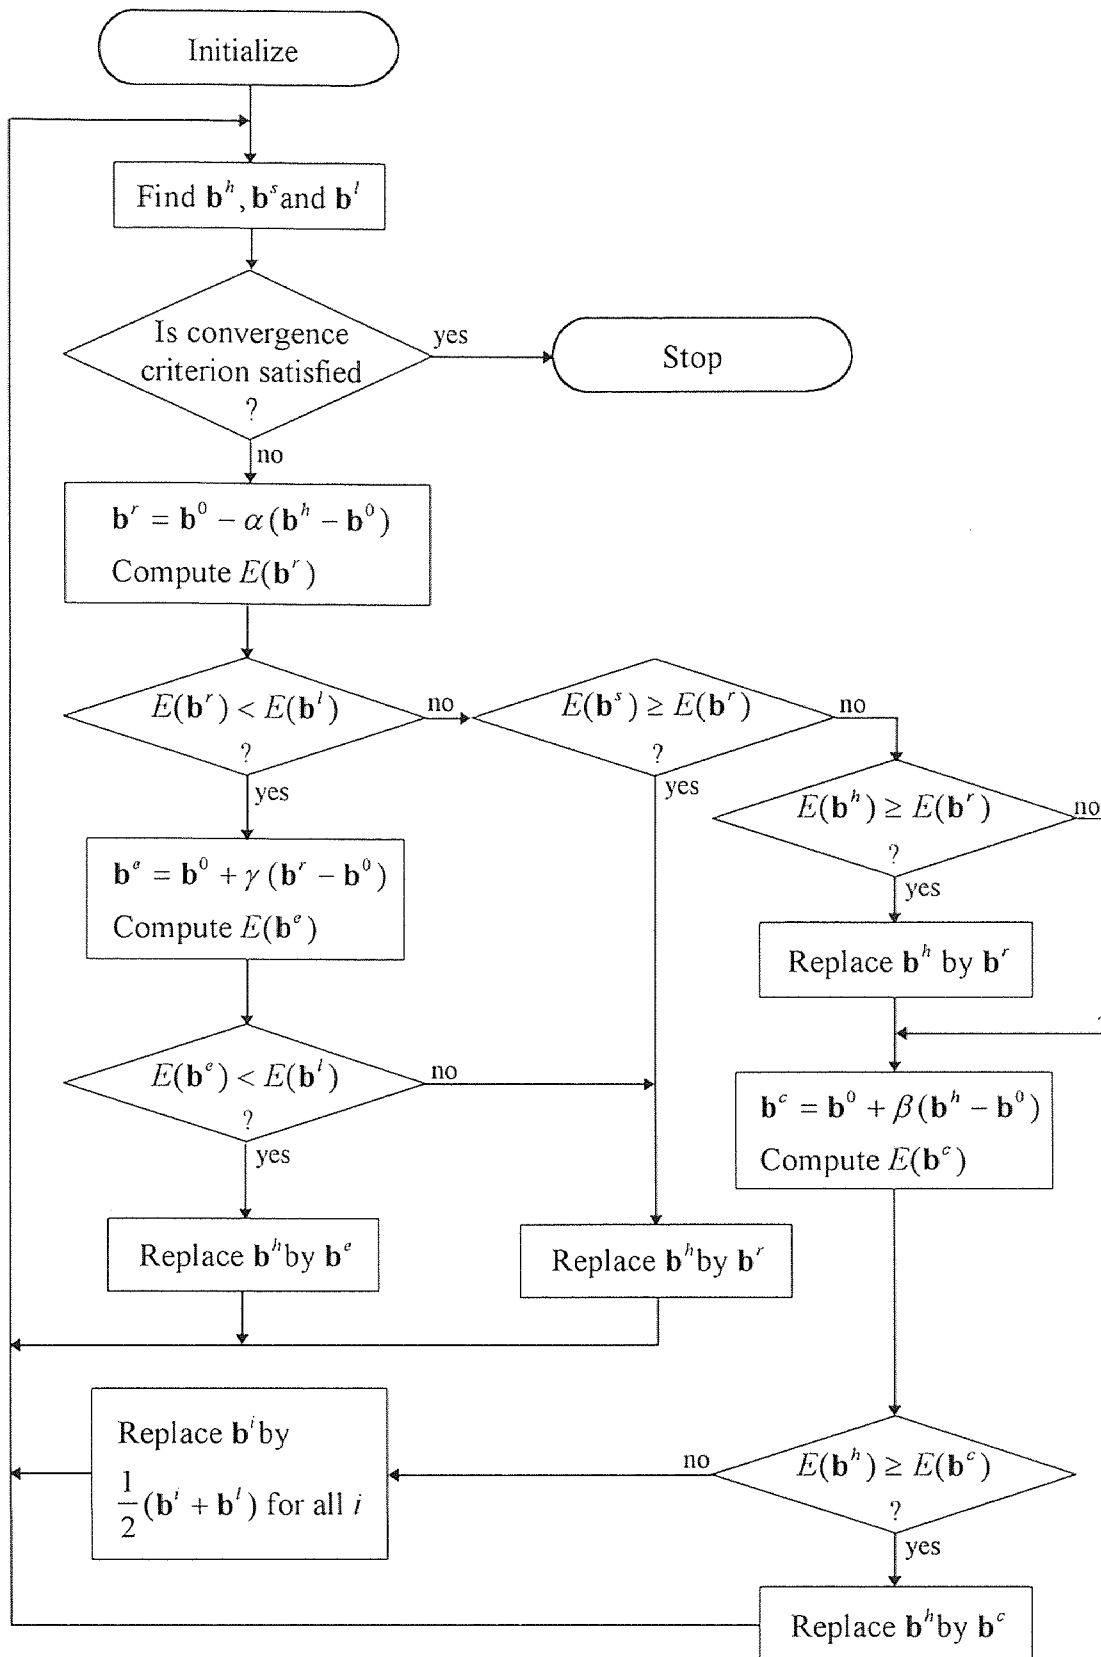 Initialize
Find b^h, b^s and b^l
Is convergence
criterion satisfied
?
yes
Stop
no
b^r = b^0 − α(b^h − b^0)
Compute E(b^r)
E(b^r) < E(b^l)
?
no
E(b^s) ≥ E(b^r)
?
no
yes
yes
E(b^h) ≥ E(b^r)
?
no
yes
b^e = b^0 + γ(b^r − b^0)
Compute E(b^e)
Replace b^h by b^r
E(b^e) < E(b^l)
?
no
yes
b^c = b^0 + β(b^h − b^0)
Compute E(b^c)
Replace b^h by b^e
Replace b^h by b^r
Replace b^i by
1/2 (b^i + b^l) for all i
no
E(b^h) ≥ E(b^c)
?
yes
Replace b^h by b^c